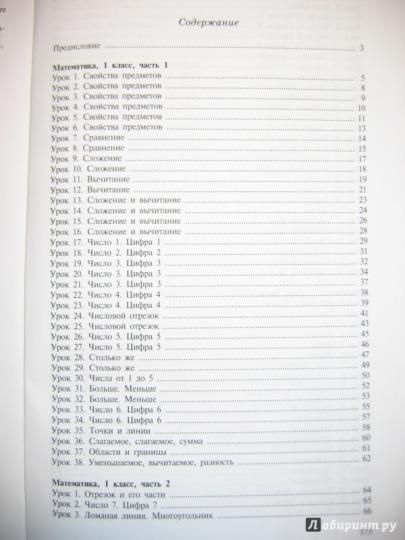 Содержание
Предисловие 3
Математика, 1 класс, часть 1
Урок 1. Свойства предметов 5
Урок 2. Свойства предметов 8
Урок 3. Свойства предметов 9
Урок 4. Свойства предметов 10
Урок 5. Свойства предметов 11
Урок 6. Свойства предметов 13
Урок 7. Сравнение 14
Урок 8. Сравнение 15
Урок 9. Сложение 17
Урок 10. Сложение 18
Урок 11. Вычитание 19
Урок 12. Вычитание 21
Урок 13. Сложение и вычитание 23
Урок 14. Сложение и вычитание 24
Урок 15. Сложение и вычитание 26
Урок 16. Сложение и вычитание 28
Урок 17. Число 1. Цифра 1 29
Урок 18. Число 2. Цифра 2 31
Урок 19. Число 3. Цифра 3 32
Урок 20. Число 3. Цифра 3 34
Урок 21. Число 3. Цифра 3 37
Урок 22. Число 4. Цифра 4 38
Урок 23. Число 4. Цифра 4 39
Урок 24. Числовой отрезок 41
Урок 25. Числовой отрезок 43
Урок 26. Число 5. Цифра 5 45
Урок 27. Число 5. Цифра 5 46
Урок 28. Столько же 47
Урок 29. Столько же 49
Урок 30. Числа от 1 до 5 50
Урок 31. Больше. Меньше 52
Урок 32. Больше. Меньше 53
Урок 33. Число 6. Цифра 6 55
Урок 34. Число 6. Цифра 6 57
Урок 35. Точки и линии 58
Урок 36. Слагаемое, слагаемое, сумма 60
Урок 37. Области и границы 61
Урок 38. Уменьшаемое, вычитаемое, разность 62
Математика, 1 класс, часть 2
Урок 1. Отрезок и его части 64
Урок 2. Число 7. Цифра 7 65
Урок 3. Ломаная линия. Многоугольник 66
Лабиринт.ру